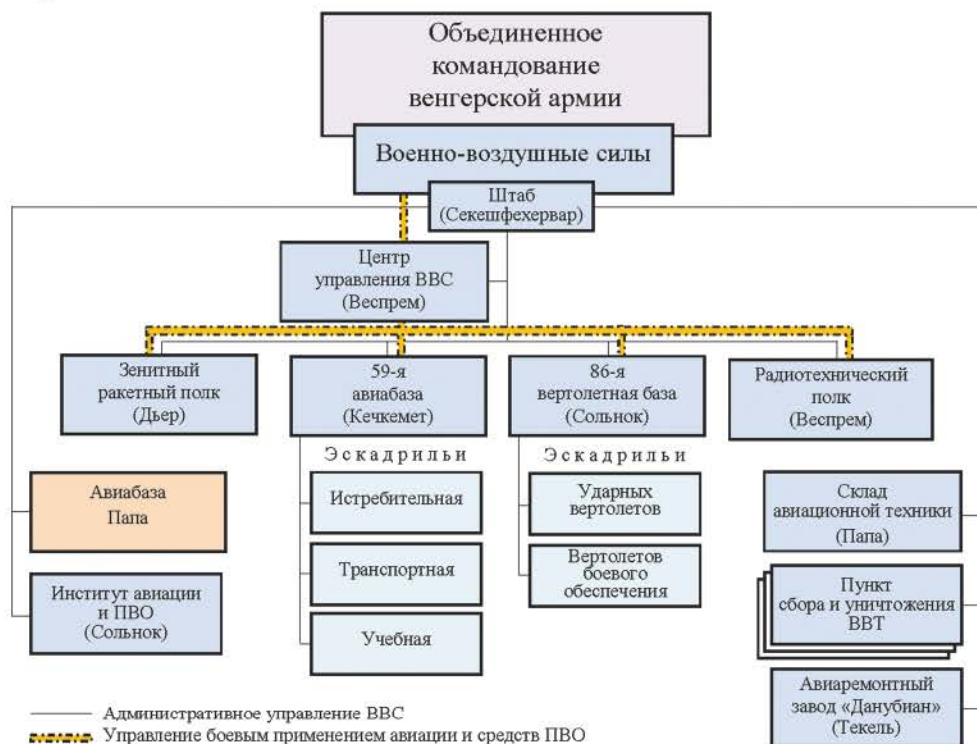 Объединенное
командование
венгерской армии
Военно-воздушные силы
Штаб
(Секешфехервар)
Центр
управления ВВС
(Веспрем)
Зенитный
ракетный полк
(Дьер)
59-я
авиабаза
(Кечкемет)
86-я
вертолетная база
(Сольнок)
Радиотехнический
полк
(Веспрем)
Эскадрильи
Эскадрильи
Авиабаза
Папа
Институт авиации
и ПВО
(Сольнок)
Истребительная
Транспортная
Учебная
Ударных
вертолетов
Вертолетов
боевого
обеспечения
Склад
авиационной техники
(Папа)
Пункт
сбора и уничтожения
ВВТ
Авиаремонтный
завод «Данубиан»
(Текель)
Административное управление ВВС
Управление боевым применением авиации и средств ПВО